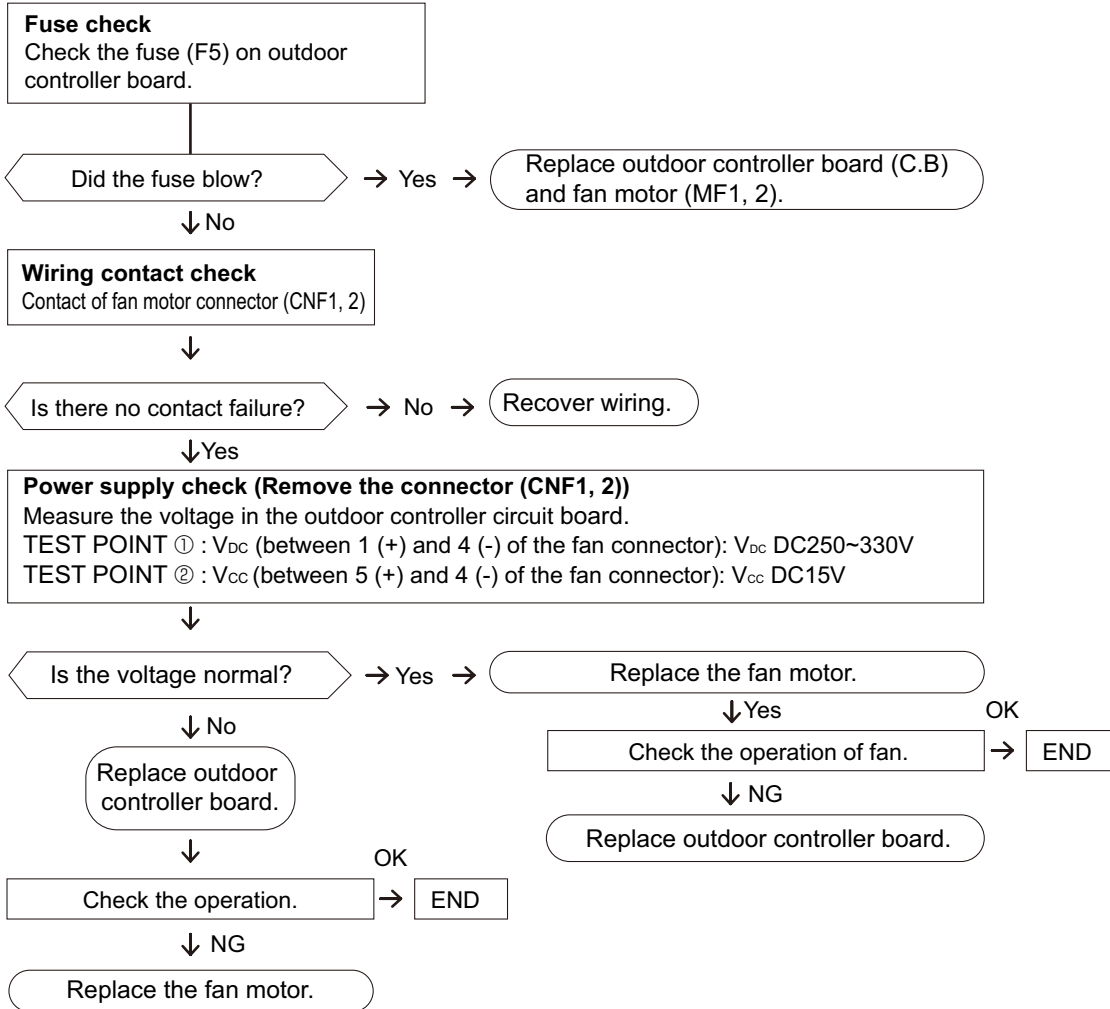 Fuse check
Check the fuse (F5) on outdoor
controller board.
Did the fuse blow?
→ Yes →
Replace outdoor controller board (C.B)
and fan motor (MF1, 2).
↓ No
Wiring contact check
Contact of fan motor connector (CNF1, 2)
Is there no contact failure?
→ No →
Recover wiring.
↓Yes
Power supply check (Remove the connector (CNF1, 2))
Measure the voltage in the outdoor controller circuit board.
TEST POINT ① : VDC (between 1 (+) and 4 (-) of the fan connector): VDC DC250~330V
TEST POINT ② : Vcc (between 5 (+) and 4 (-) of the fan connector): Vcc DC15V
Is the voltage normal?
→ Yes →
Replace the fan motor.
↓Yes
OK
Check the operation of fan.
→ END
↓ NG
Replace outdoor controller board.
↓ No
Replace outdoor
controller board.
OK
Check the operation.
→ END
↓ NG
Replace the fan motor.